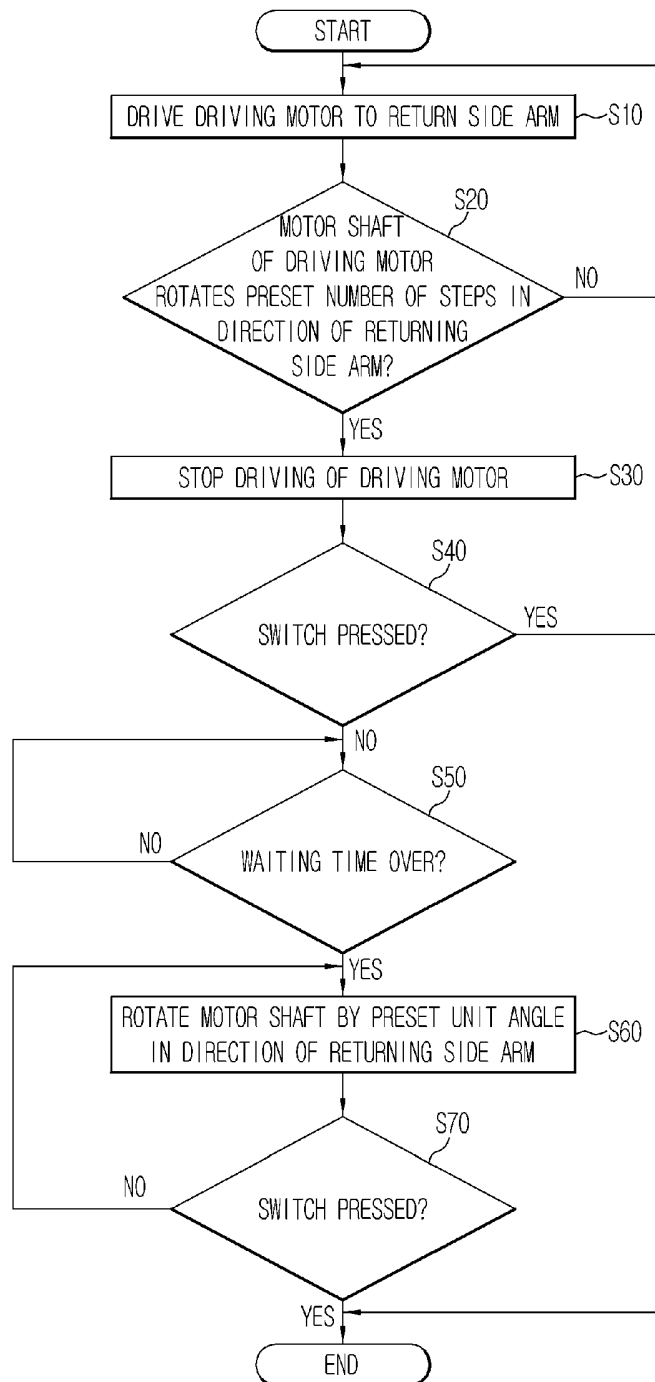 START
DRIVE DRIVING MOTOR TO RETURN SIDE ARM
S10
S20
MOTOR SHAFT
OF DRIVING MOTOR
ROTATES PRESET NUMBER OF STEPS IN
DIRECTION OF RETURNING
SIDE ARM?
NO
YES
STOP DRIVING OF DRIVING MOTOR
S30
S40
SWITCH PRESSED?
YES
NO
S50
WAITING TIME OVER?
NO
YES
ROTATE MOTOR SHAFT BY PRESET UNIT ANGLE
IN DIRECTION OF RETURNING SIDE ARM
S60
S70
SWITCH PRESSED?
NO
YES
END